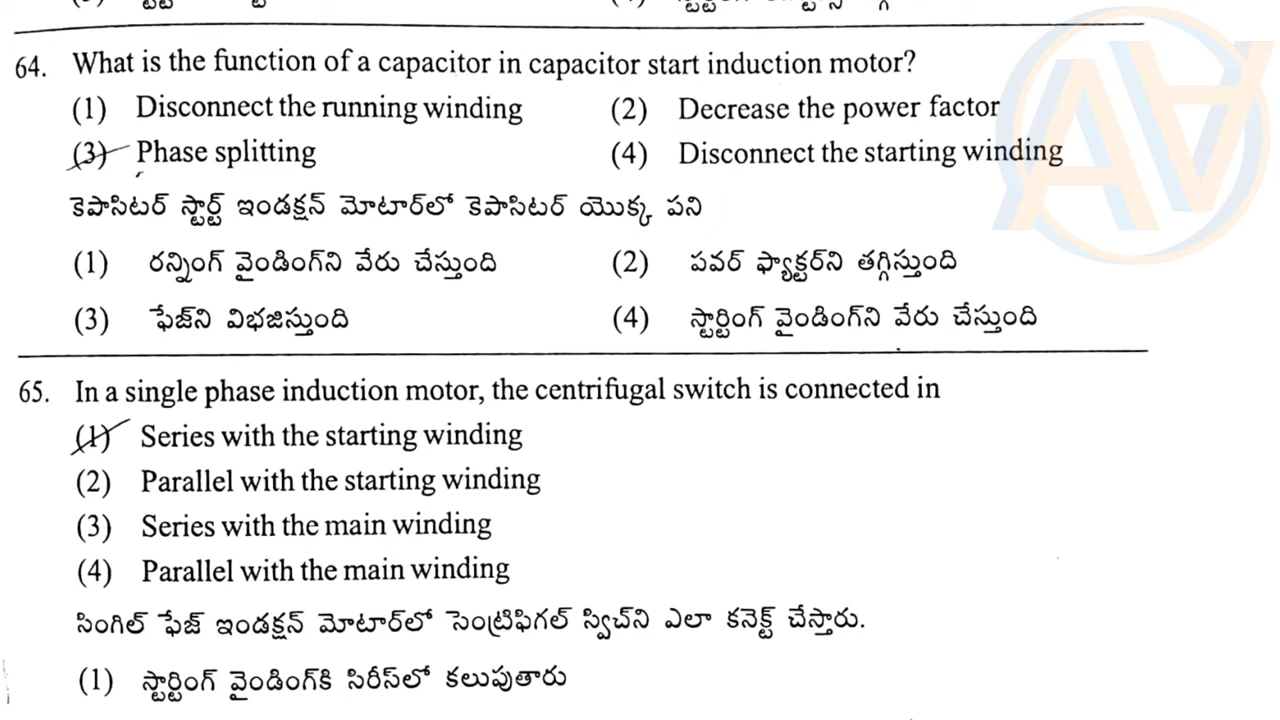 64. What is the function of a capacitor in capacitor start induction motor?
(1) Disconnect the running winding (2) Decrease the power factor
(3) Phase splitting (4) Disconnect the starting winding
కెపాసిటర్ స్టార్ట్ ఇండక్షన్ మోటార్‌లో కెపాసిటర్ యొక్క పని
(1) రన్నింగ్ వైండింగ్‌ని వేరు చేస్తుంది (2) పవర్ ఫ్యాక్టర్‌ని తగ్గిస్తుంది
(3) ఫేజ్‌ని విభజిస్తుంది (4) స్టార్టింగ్ వైండింగ్‌ని వేరు చేస్తుంది
65. In a single phase induction motor, the centrifugal switch is connected in
(1) Series with the starting winding
(2) Parallel with the starting winding
(3) Series with the main winding
(4) Parallel with the main winding
సింగిల్ ఫేజ్ ఇండక్షన్ మోటార్‌లో సెంట్రిఫిగల్ స్విచ్‌ని ఎలా కనెక్ట్ చేస్తారు.
(1) స్టార్టింగ్ వైండింగ్‌కి సిరీస్‌లో కలుపుతారు